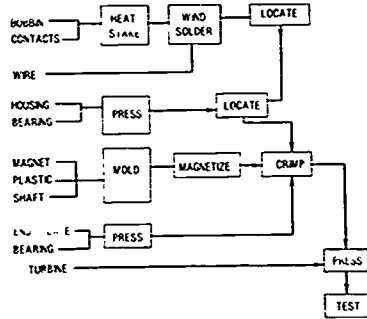 BOBBIN
CONTACTS
HEAT
STAKE
WIND
SOLDER
LOCATE
WIRE
HOUSING
BEARING
PRESS
LOCATE
MAGNET
PLASTIC
SHAFT
MOLD
MAGNETIZE
CRIMP
BEARING
PRESS
TURBINE
PRESS
TEST